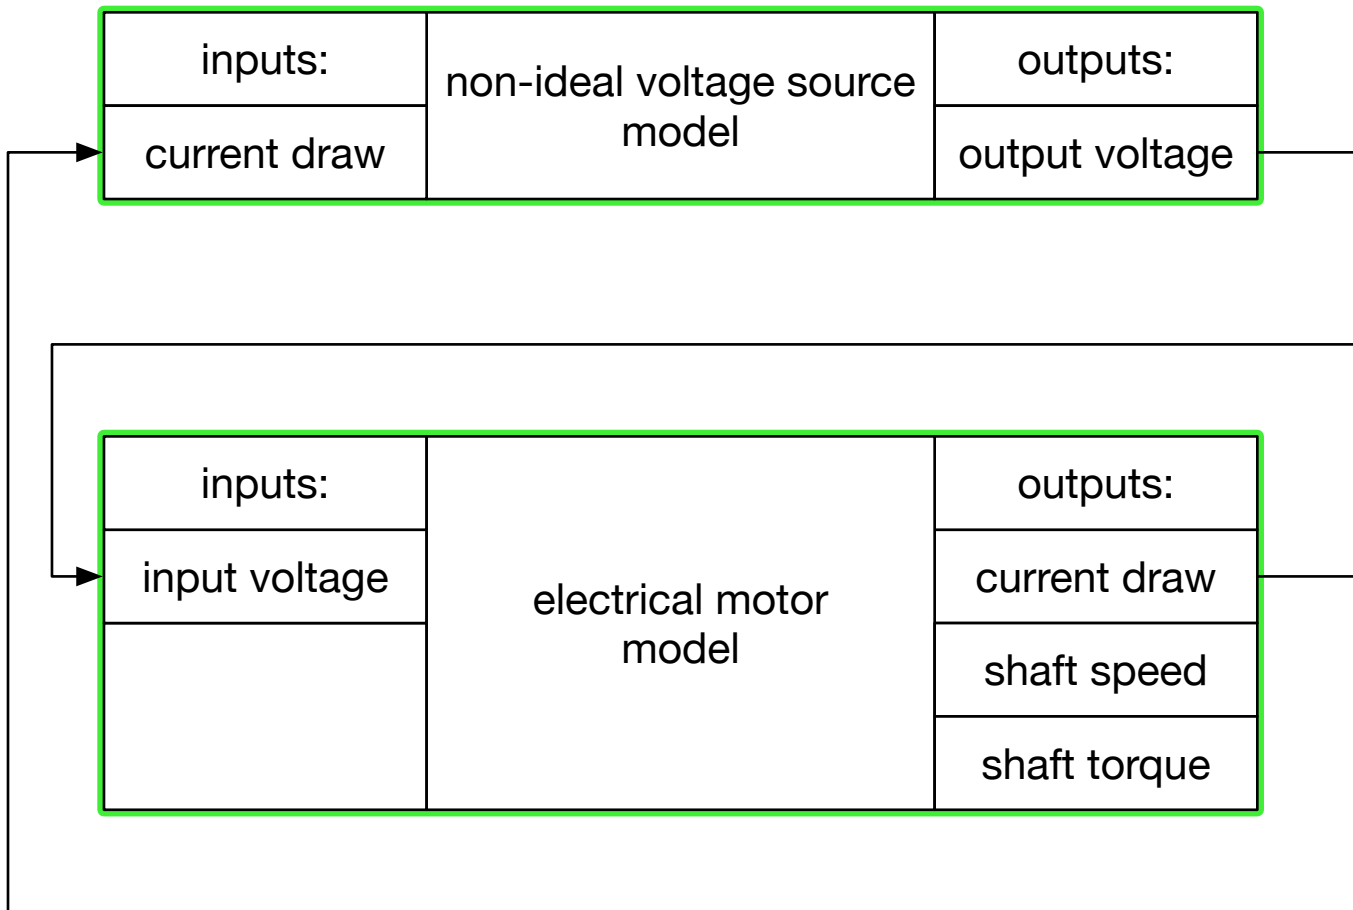 inputs:
non-ideal voltage source
model
outputs:
current draw
output voltage
inputs:
outputs:
input voltage
electrical motor
model
current draw
shaft speed
shaft torque